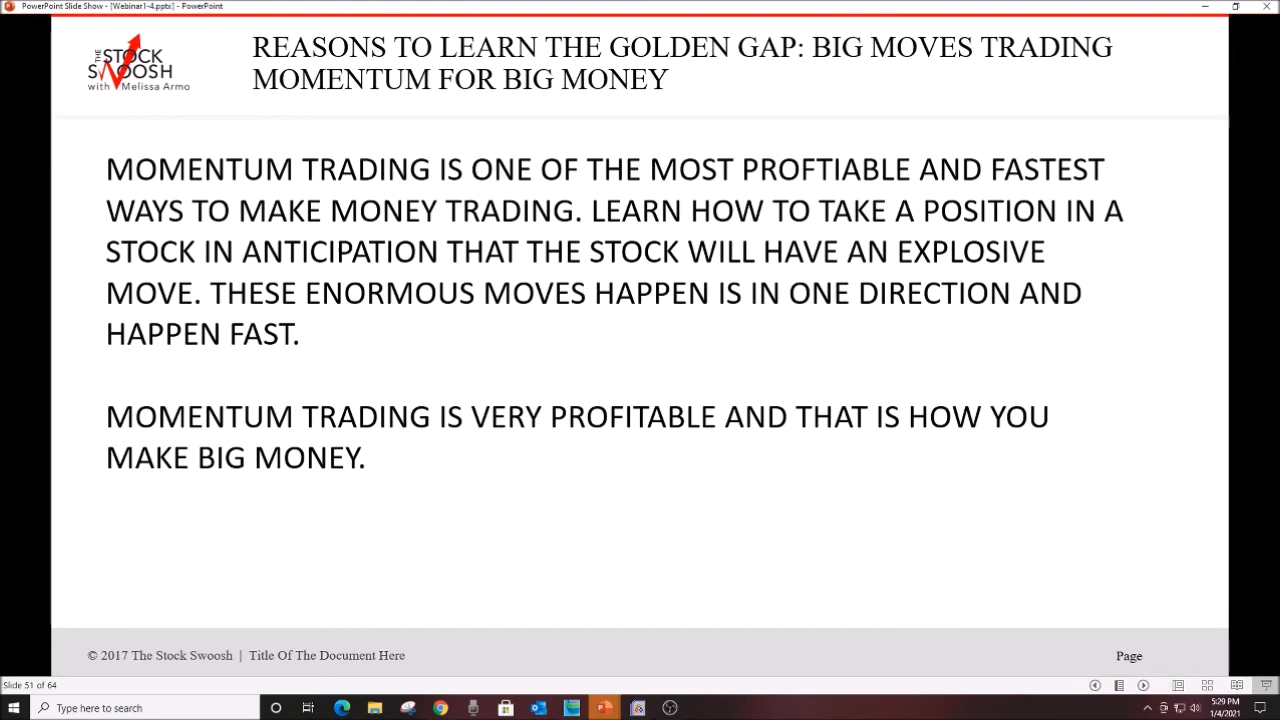 PowerPoint Slide Show - [Webinar1-4.pptx] - PowerPoint
THE STOCK
SWOOSH
with Melissa Armo
REASONS TO LEARN THE GOLDEN GAP: BIG MOVES TRADING
MOMENTUM FOR BIG MONEY
MOMENTUM TRADING IS ONE OF THE MOST PROFTIABLE AND FASTEST
WAYS TO MAKE MONEY TRADING. LEARN HOW TO TAKE A POSITION IN A
STOCK IN ANTICIPATION THAT THE STOCK WILL HAVE AN EXPLOSIVE
MOVE. THESE ENORMOUS MOVES HAPPEN IS IN ONE DIRECTION AND
HAPPEN FAST.
MOMENTUM TRADING IS VERY PROFITABLE AND THAT IS HOW YOU
MAKE BIG MONEY.
© 2017 The Stock Swoosh | Title Of The Document Here
Page
Slide 51 of 64
Type here to search
5:29 PM
1/4/2021